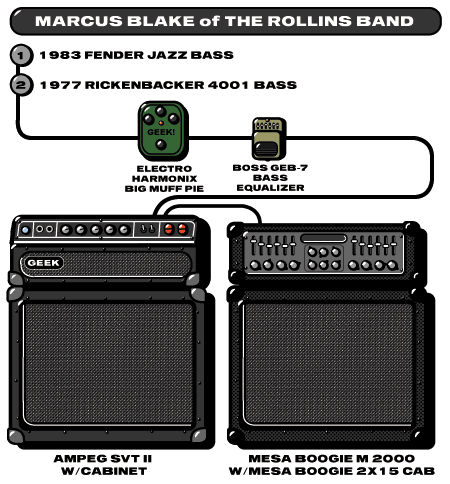 MARCUS BLAKE of THE ROLLINS BAND
1 1983 FENDER JAZZ BASS
2 1977 RICKENBACKER 4001 BASS
GEEK!
ELECTRO
HARMONIX
BIG MUFF PIE
BOSS GEB-7
BASS
EQUALIZER
GEEK
AMPEG SVT II
W/CABINET
MESA BOOGIE M 2000
W/MESA BOOGIE 2X15 CAB